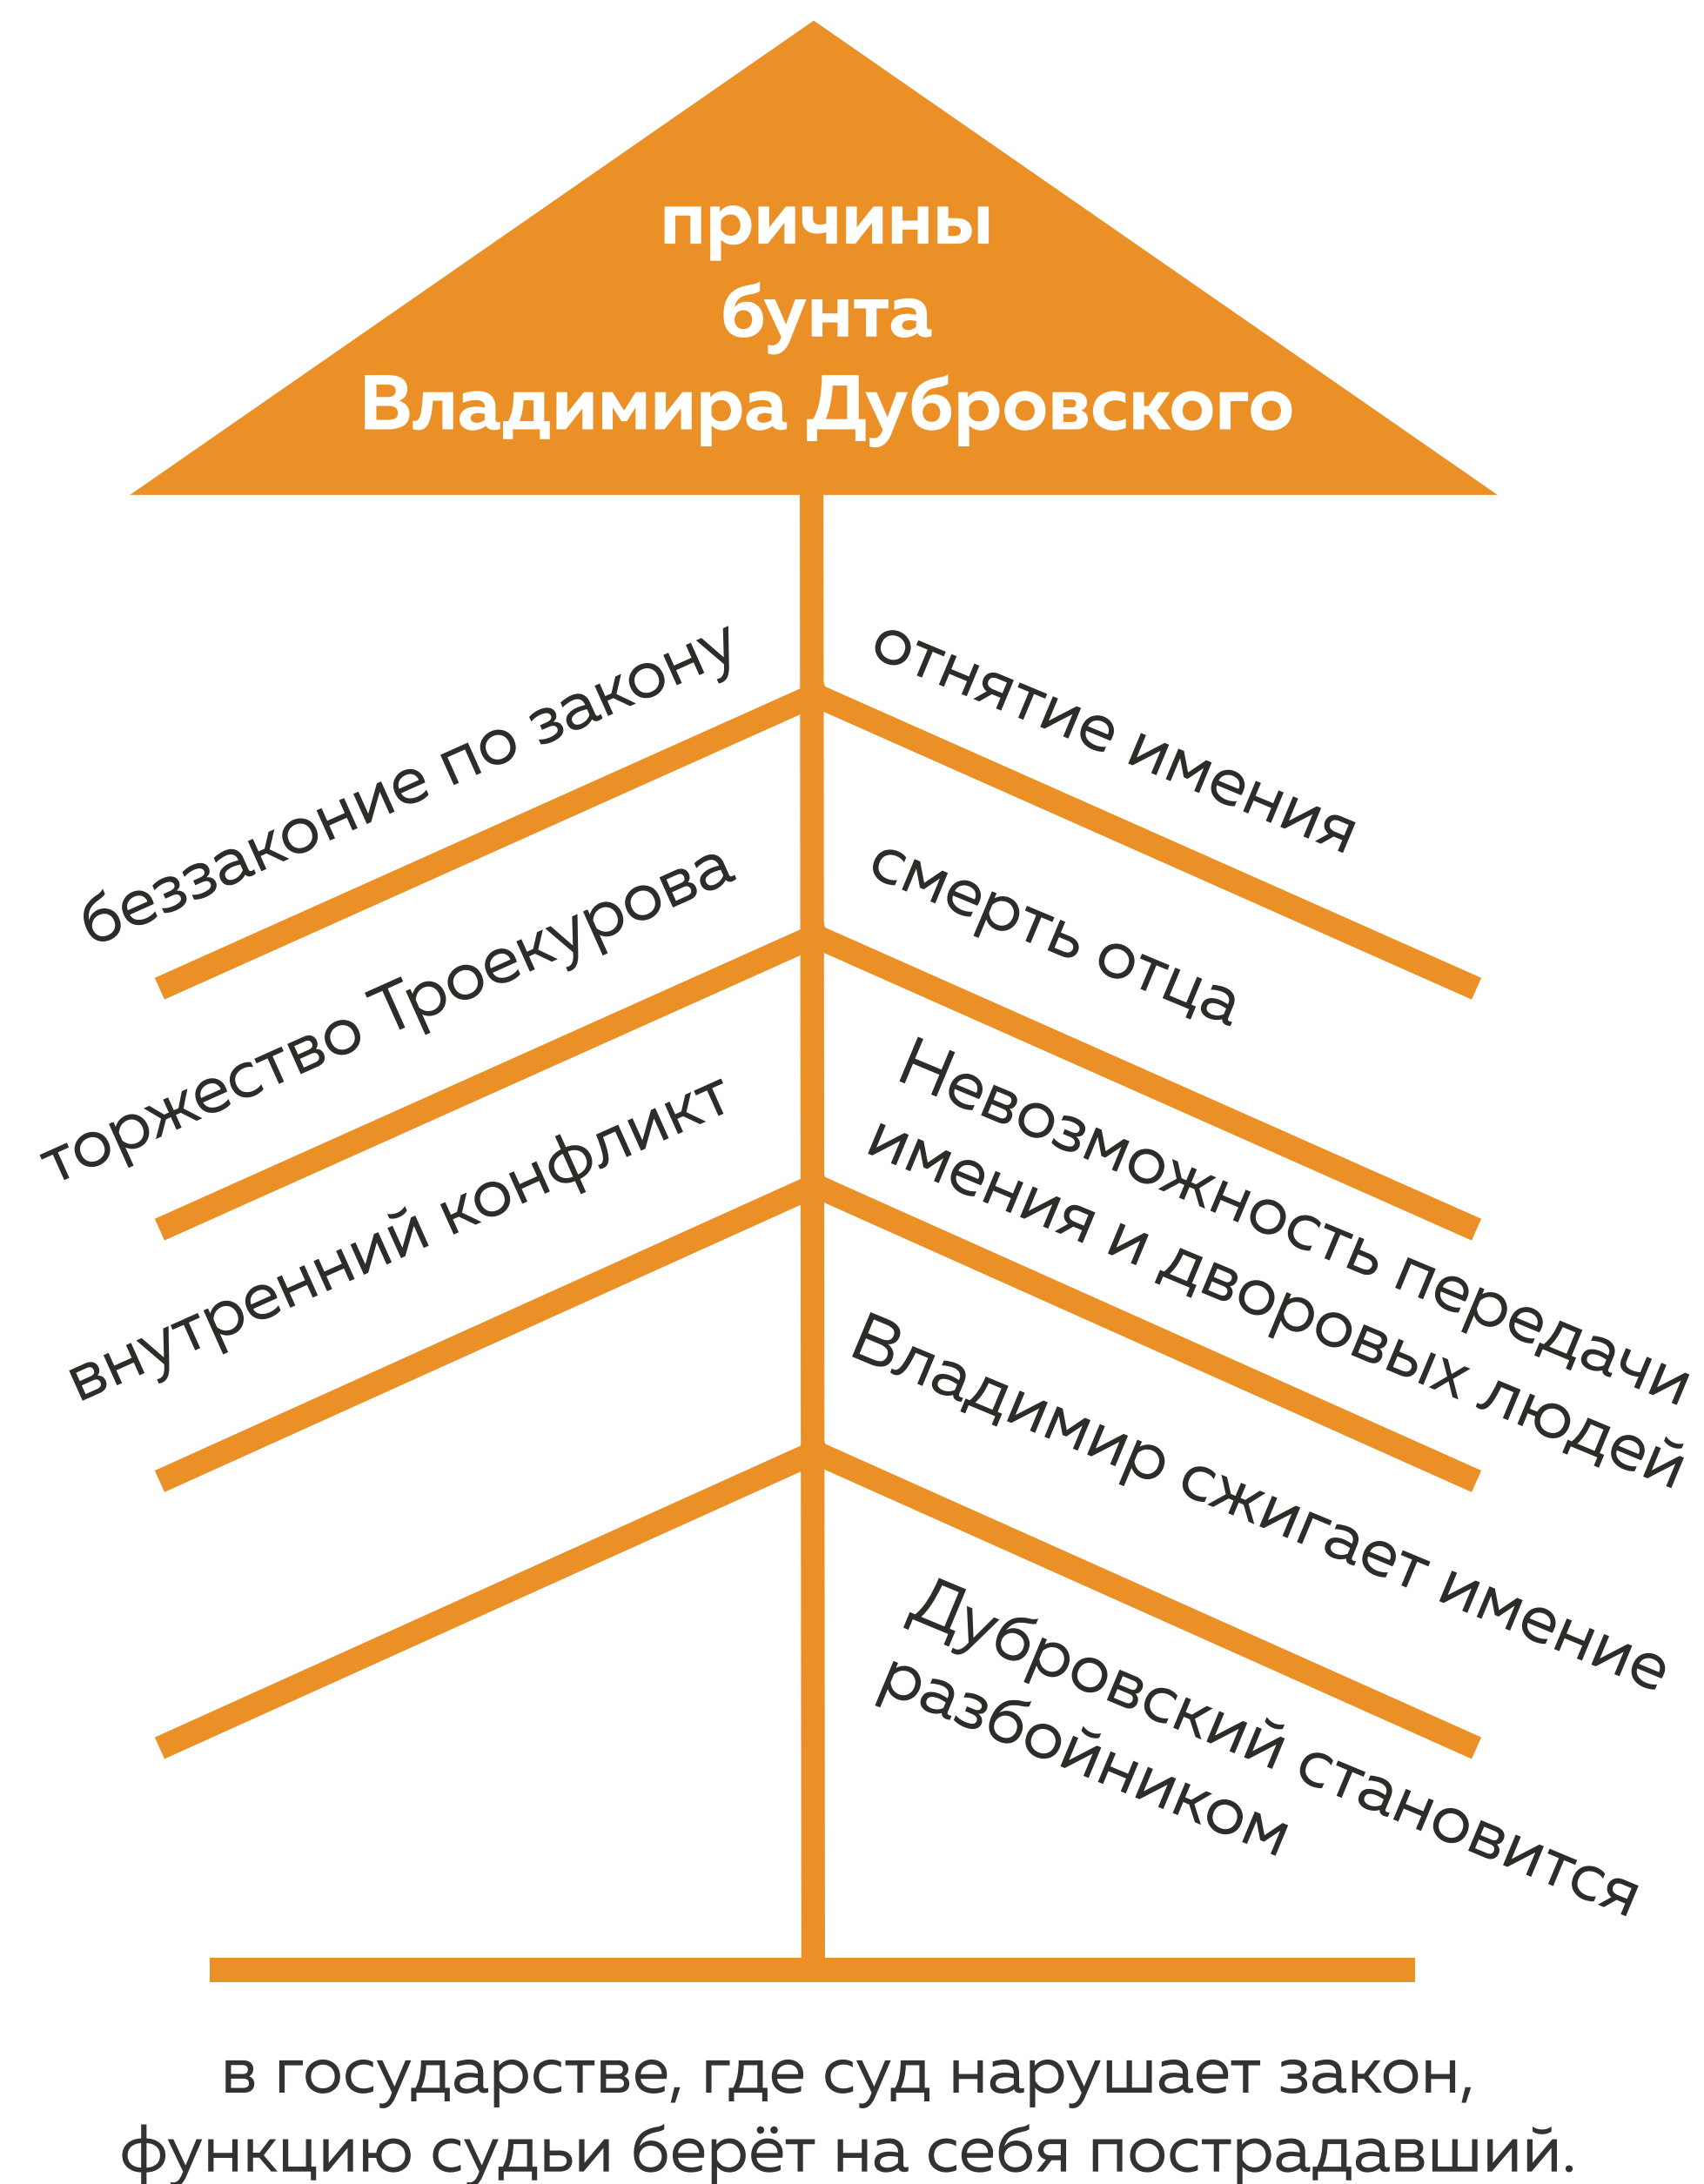 причины
бунта
Владимира Дубровского
беззаконие по закону
отнятие имения
торжество Троекурова
смерть отца
внутренний конфликт
Невозможность передачи
имения и дворовых людей
Владимир сжигает имение
Дубровский становится
разбойником
в государстве, где суд нарушает закон,
функцию судьи берёт на себя пострадавший.